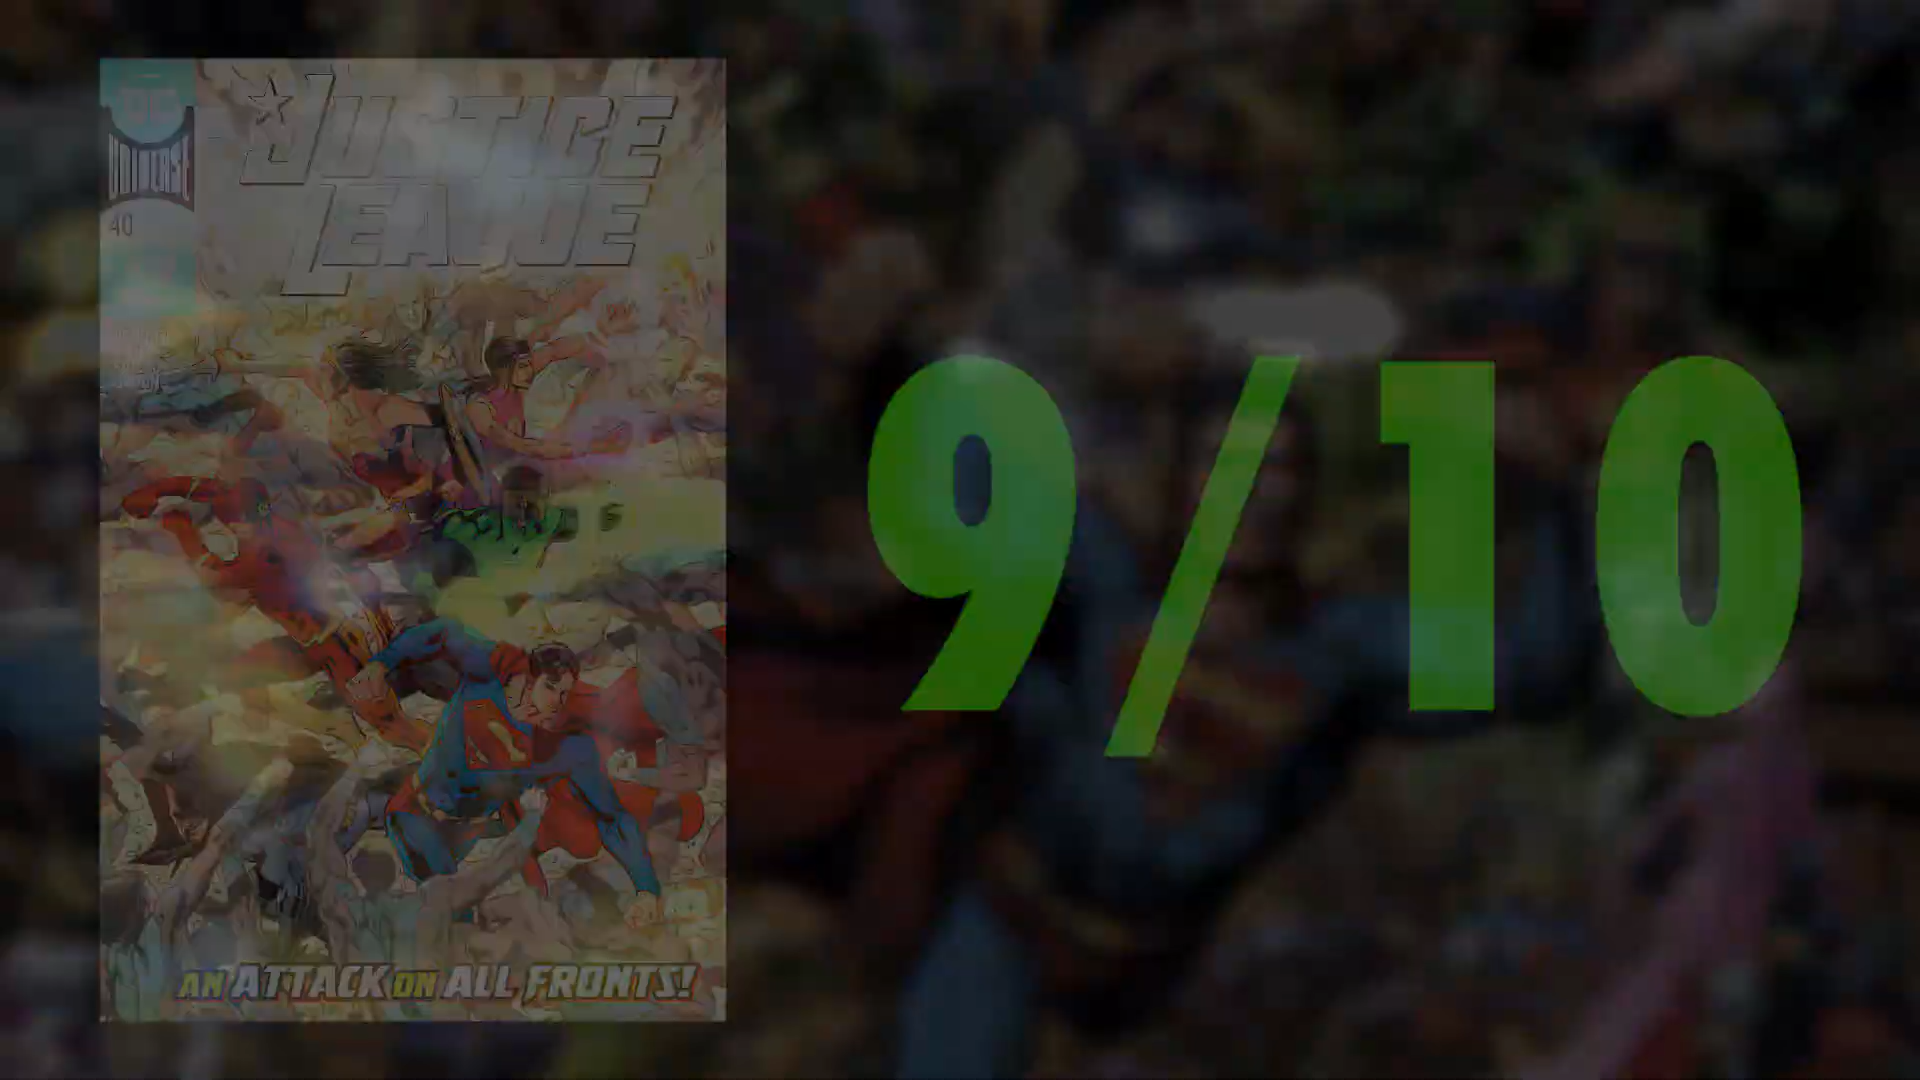 DC
UNIVERSE
40
JUSTICE
LEAGUE
AN ATTACK ON ALL FRONTS!
9/10